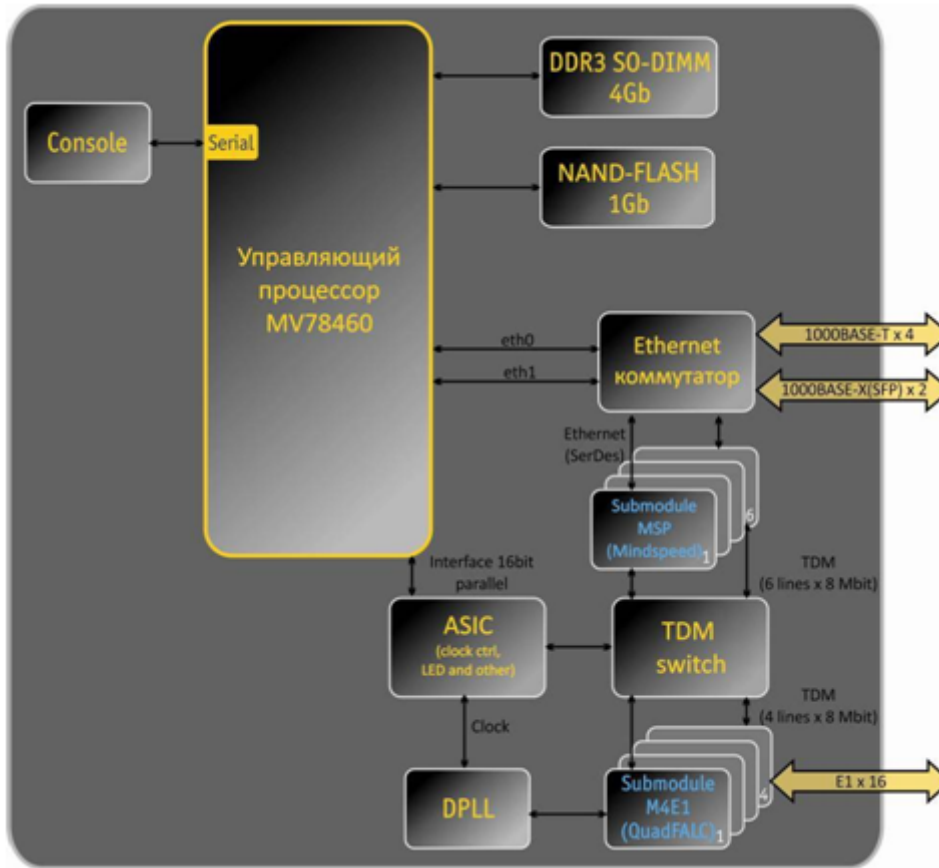 DDR3 SO-DIMM
4Gb
Console
Serial
NAND-FLASH
1Gb
Управляющий
процессор
MV78460
eth0
eth1
Ethernet
коммутатор
1000BASE-T x 4
1000BASE-X(SFP) x 2
Ethernet
(SerDes)
Submodule
MSP
(Mindspeed)
1
6
Interface 16bit
parallel
TDM
(6 lines x 8 Mbit)
ASIC
(clock ctrl,
LED and other)
TDM
switch
Clock
TDM
(4 lines x 8 Mbit)
DPLL
Submodule
M4E1
(QuadFALC)
1
4
E1 x 16